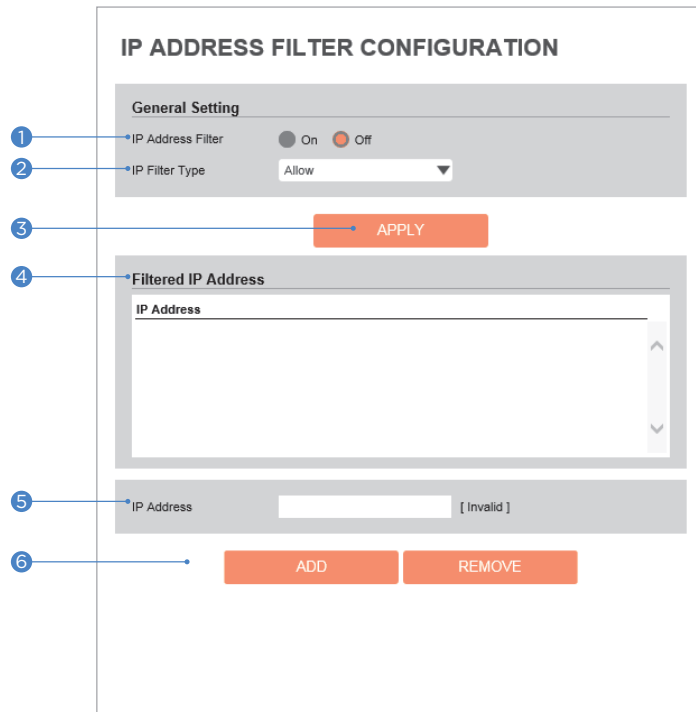 IP ADDRESS FILTER CONFIGURATION
General Setting
1 IP Address Filter On Off
2 IP Filter Type Allow
3 APPLY
4 Filtered IP Address
IP Address
5 IP Address [ Invalid ]
6 ADD REMOVE